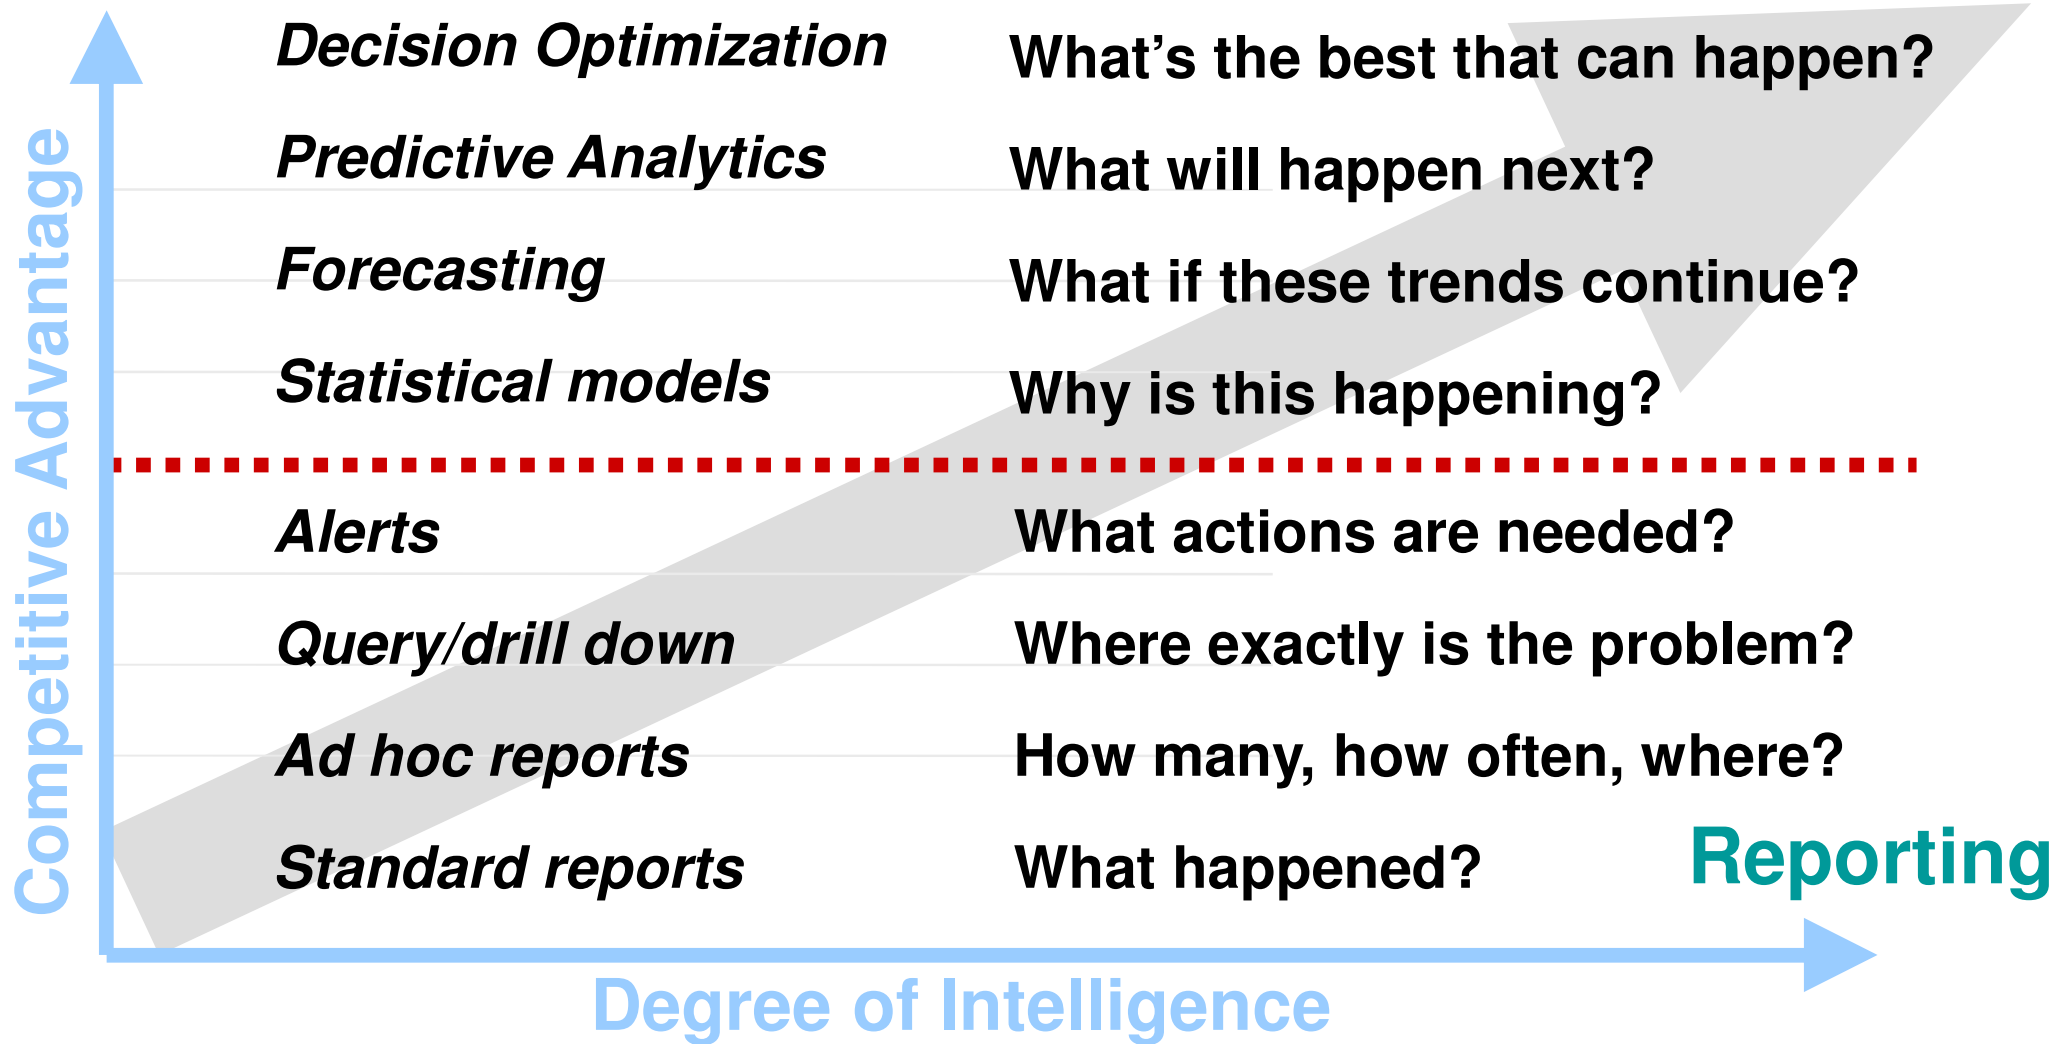 Decision Optimization What’s the best that can happen?
Predictive Analytics What will happen next?
Forecasting What if these trends continue?
Statistical models Why is this happening?
Alerts What actions are needed?
Query/drill down Where exactly is the problem?
Ad hoc reports How many, how often, where?
Standard reports What happened?
Reporting
Competitive Advantage
Degree of Intelligence